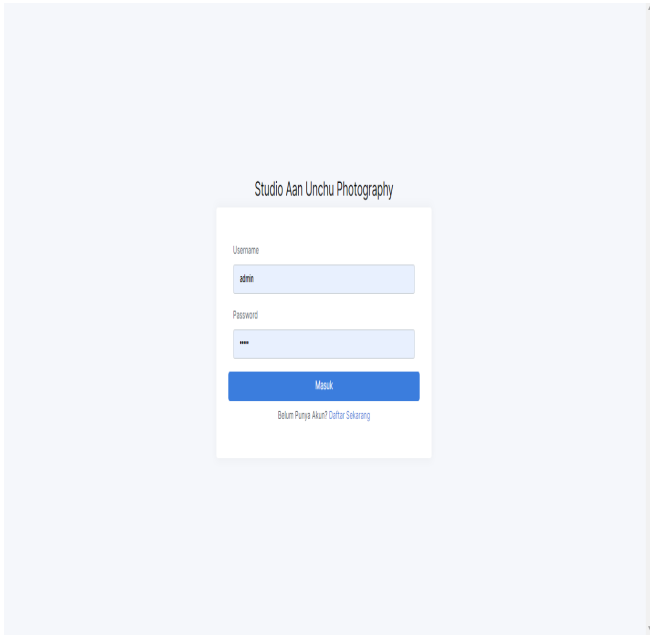 Studio Aan Unchu Photography
Username
admin
Password
•••••
Masuk
Belum Punya Akun? Daftar Sekarang